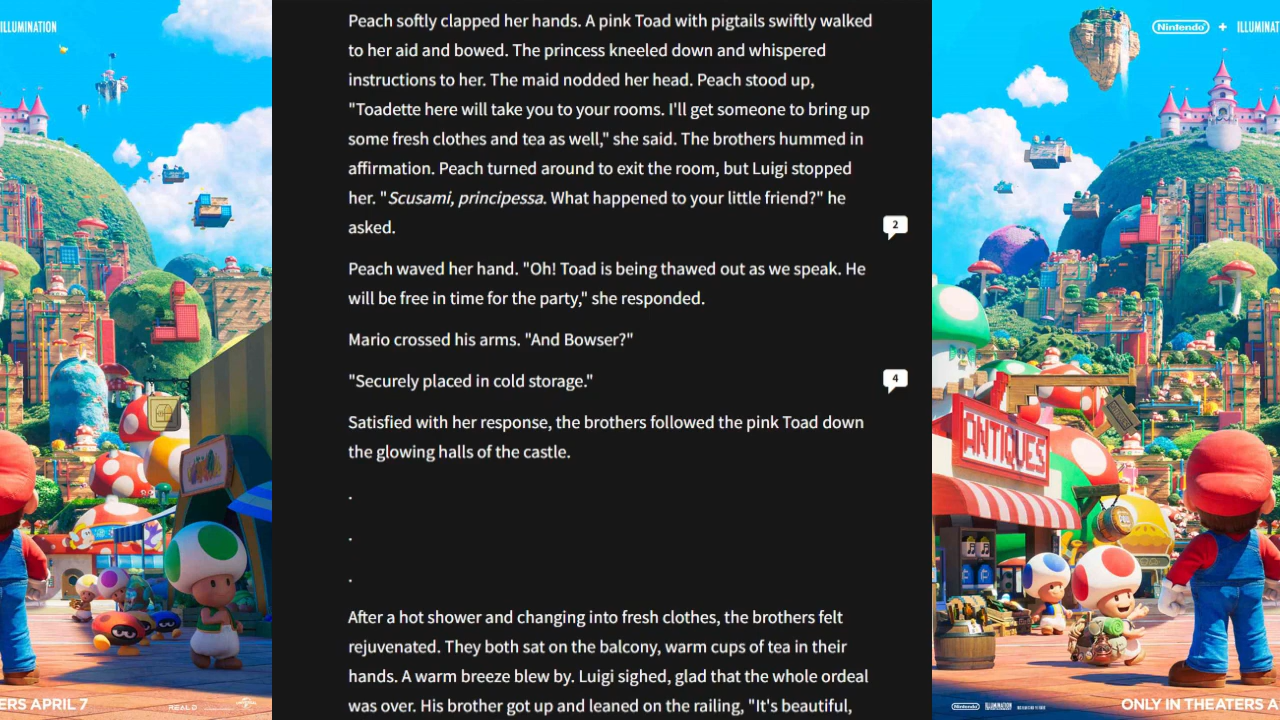 ILLUMINATION
Peach softly clapped her hands. A pink Toad with pigtails swiftly walked
to her aid and bowed. The princess kneeled down and whispered
instructions to her. The maid nodded her head. Peach stood up,
"Toadette here will take you to your rooms. I'll get someone to bring up
some fresh clothes and tea as well," she said. The brothers hummed in
affirmation. Peach turned around to exit the room, but Luigi stopped
her. "Scusami, principessa. What happened to your little friend?" he
asked.
2
Peach waved her hand. "Oh! Toad is being thawed out as we speak. He
will be free in time for the party," she responded.
Mario crossed his arms. "And Bowser?"
"Securely placed in cold storage."
4
Satisfied with her response, the brothers followed the pink Toad down
the glowing halls of the castle.
.
.
.
After a hot shower and changing into fresh clothes, the brothers felt
rejuvenated. They both sat on the balcony, warm cups of tea in their
hands. A warm breeze blew by. Luigi sighed, glad that the whole ordeal
was over. His brother got up and leaned on the railing, "It's beautiful,
ERS APRIL 7
REAL D
Nintendo + ILLUMINAT
ANTIQUES
Nintendo ILLUMINATION
ONLY IN THEATERS A